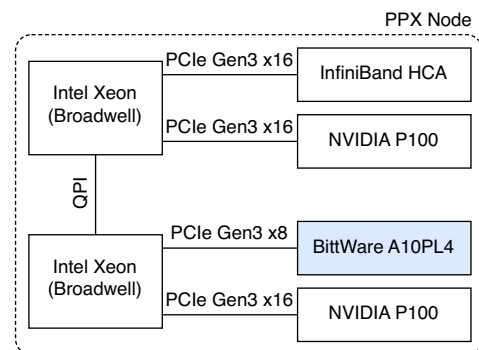 PPX Node
PCIe Gen3 x16
InfiniBand HCA
Intel Xeon
(Broadwell)
PCIe Gen3 x16
NVIDIA P100
QPI
PCIe Gen3 x8
BittWare A10PL4
Intel Xeon
(Broadwell)
PCIe Gen3 x16
NVIDIA P100